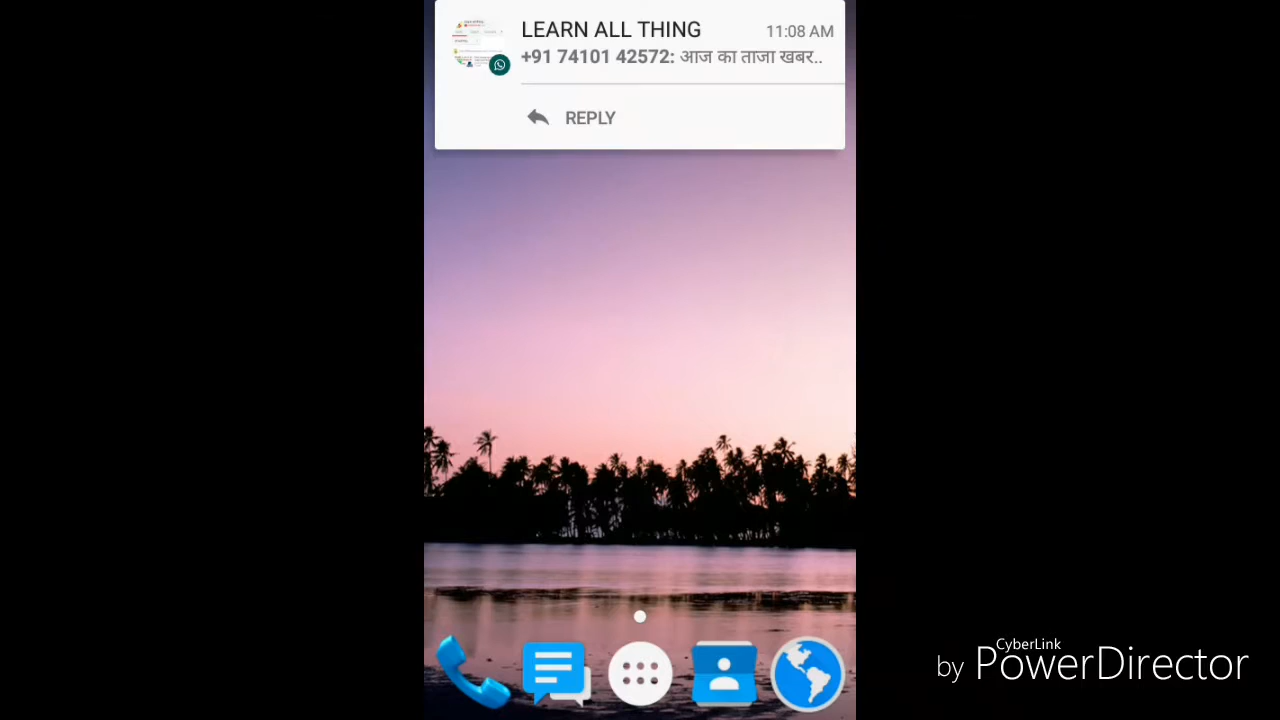 LEARN ALL THING 11:08 AM
+91 74101 42572: आज का ताजा खबर..
REPLY
CyberLink
by PowerDirector